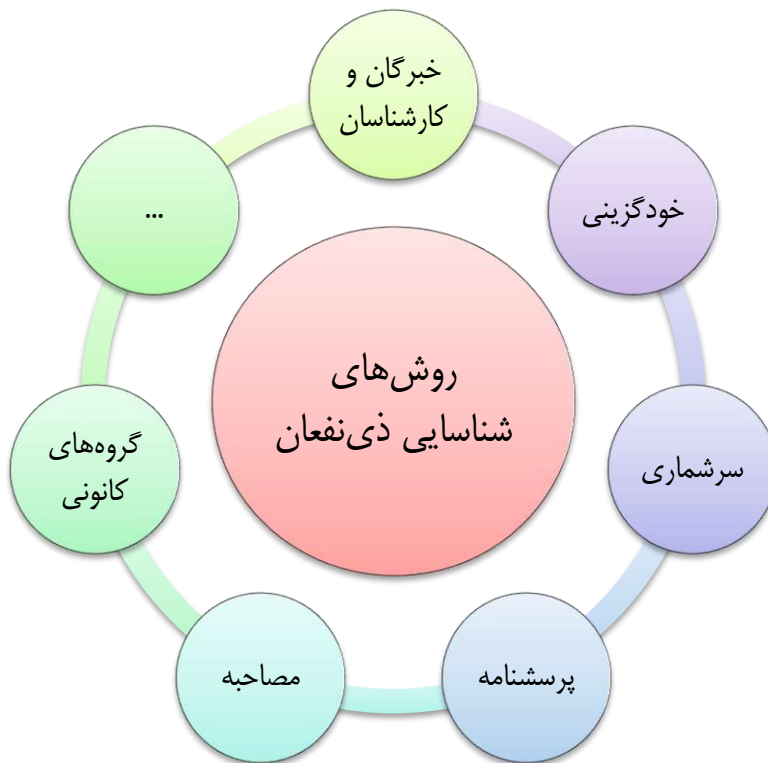 خبرگان و
کارشناسان
خودگزینی
سرشماری
پرسشنامه
مصاحبه
گروه‌های
کانونی
...
روش‌های
شناسایی ذی‌نفعان